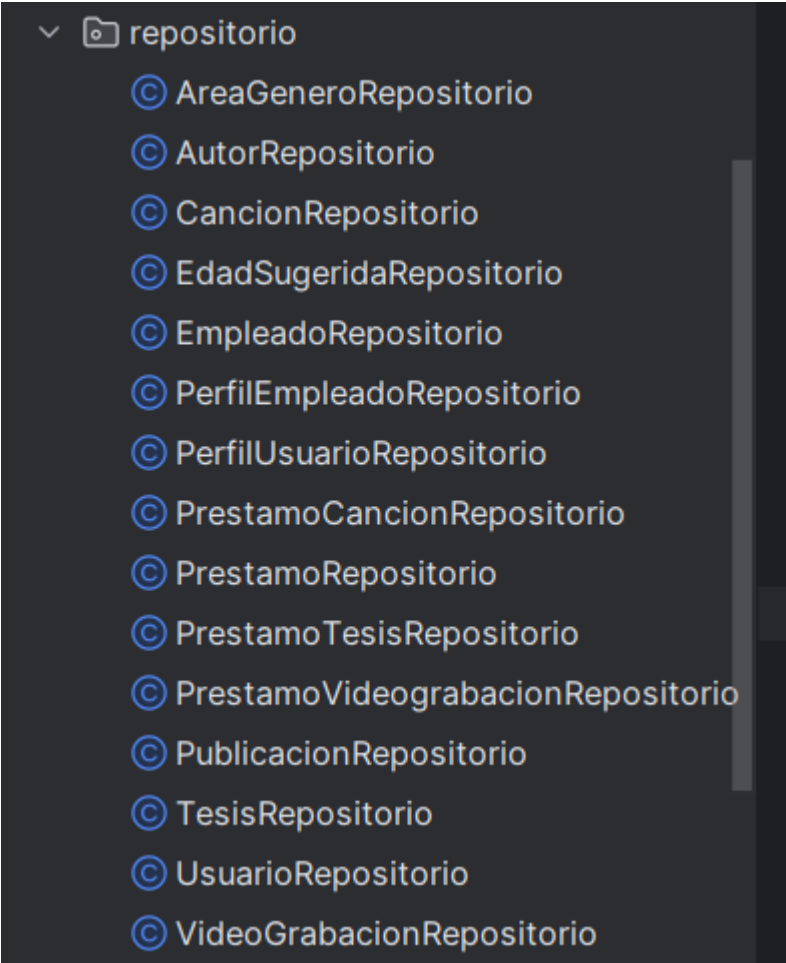 repositorio
AreaGeneroRepositorio
AutorRepositorio
CancionRepositorio
EdadSugeridaRepositorio
EmpleadoRepositorio
PerfilEmpleadoRepositorio
PerfilUsuarioRepositorio
PrestamoCancionRepositorio
PrestamoRepositorio
PrestamoTesisRepositorio
PrestamoVideograbacionRepositorio
PublicacionRepositorio
TesisRepositorio
UsuarioRepositorio
VideoGrabacionRepositorio